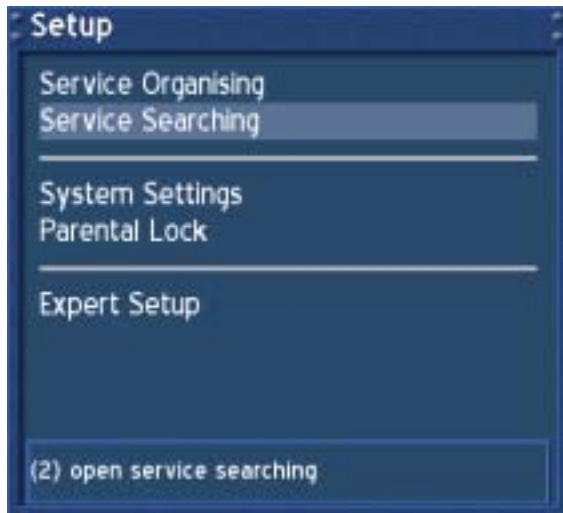 Setup
Service Organising
Service Searching
System Settings
Parental Lock
Expert Setup
(2) open service searching